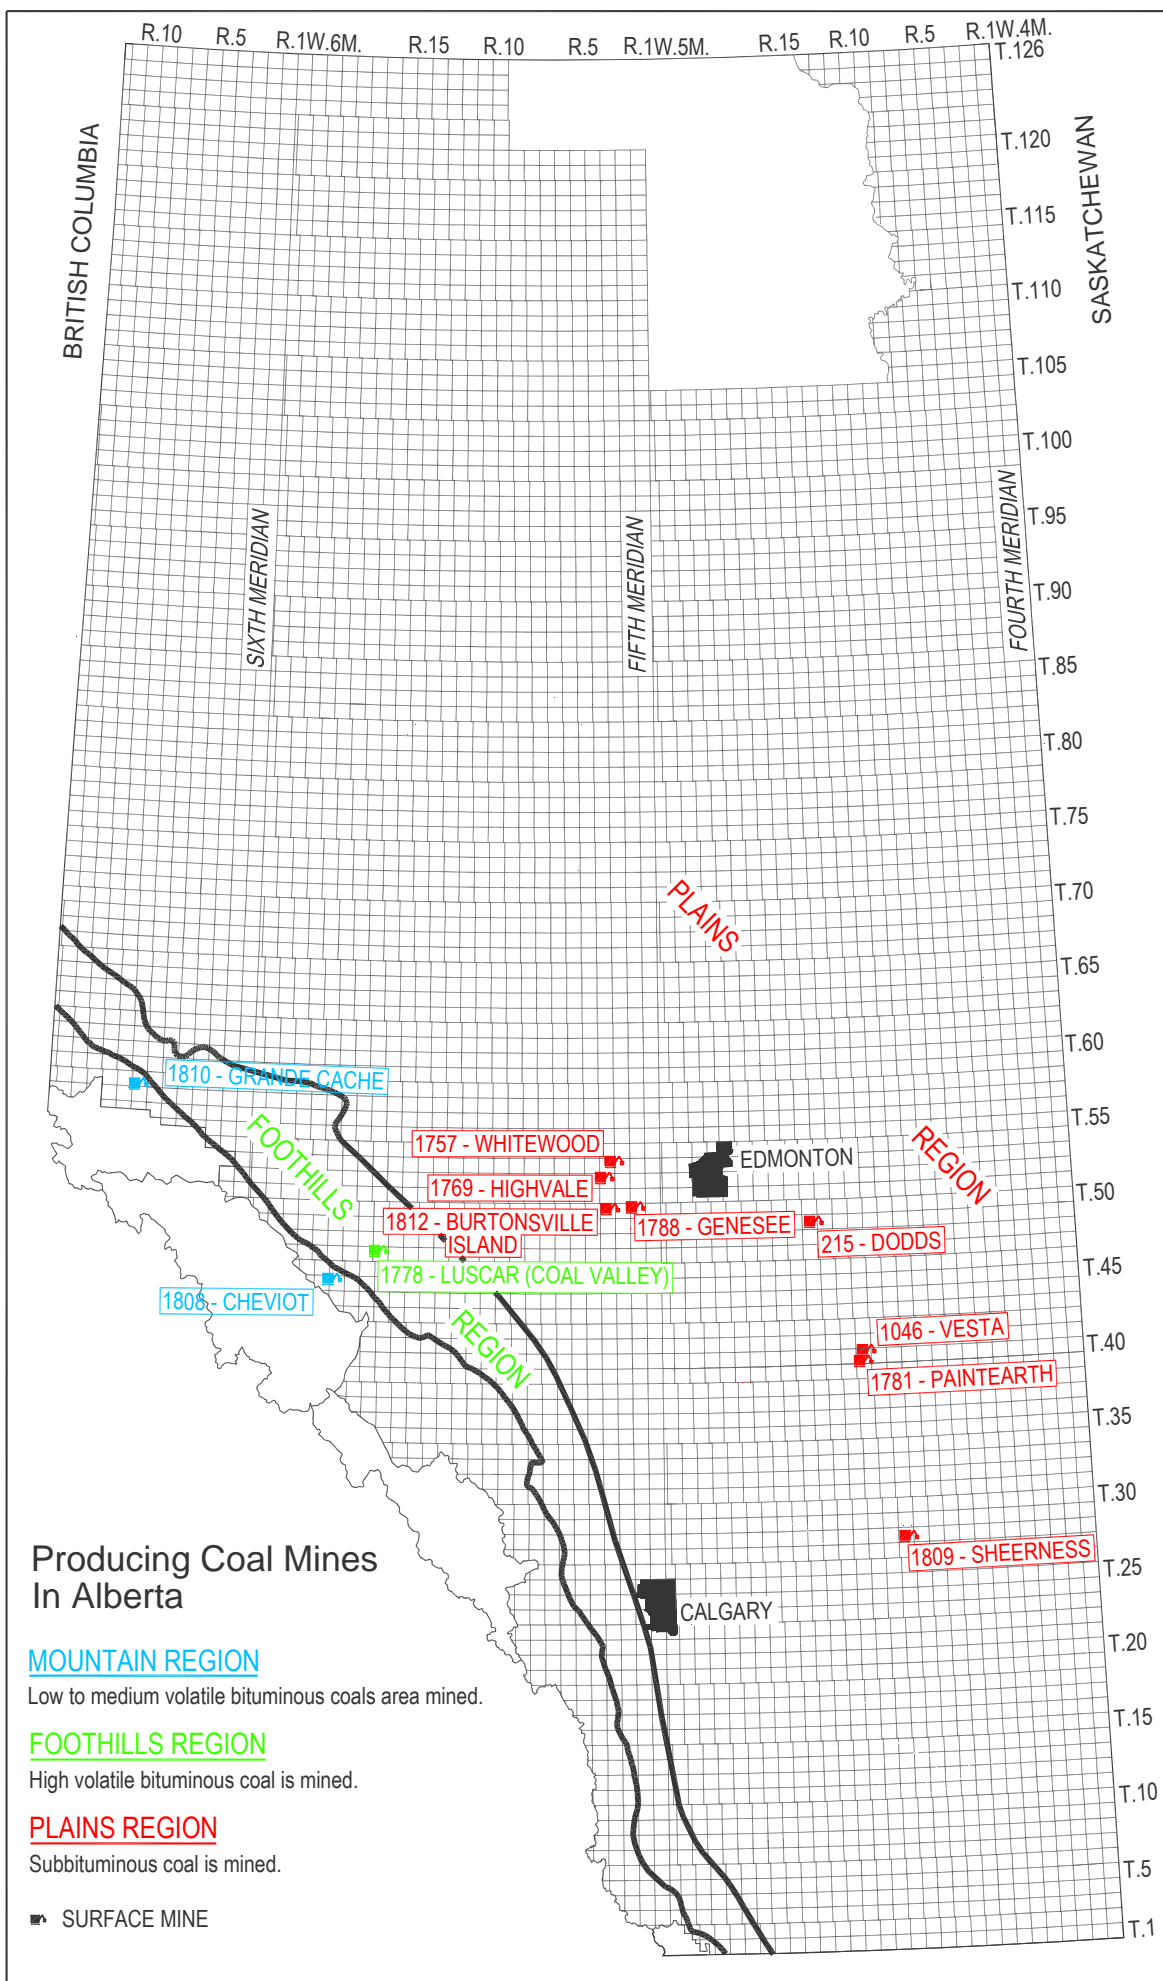 R.10 R.5 R.1W.6M. R.15 R.10 R.5 R.1W.5M. R.15 R.10 R.5 R.1W.4M.
T.126
BRITISH COLUMBIA
SASKATCHEWAN
T.120
T.115
T.110
T.105
T.100
T.95
T.90
T.85
T.80
T.75
T.70
T.65
T.60
T.55
T.50
T.45
T.40
T.35
T.30
T.25
T.20
T.15
T.10
T.5
T.1
SIXTH MERIDIAN
FIFTH MERIDIAN
FOURTH MERIDIAN
PLAINS
REGION
1810 - GRANDE CACHE
FOOTHILLS
REGION
1757 - WHITEWOOD
EDMONTON
1769 - HIGHVALE
1812 - BURTONSVILLE
ISLAND
1788 - GENESEE
215 - DODDS
1778 - LUSCAR (COAL VALLEY)
1808 - CHEVIOT
1046 - VESTA
1781 - PAINTEARTH
1809 - SHEERNESS
CALGARY
Producing Coal Mines
In Alberta
MOUNTAIN REGION
Low to medium volatile bituminous coals area mined.
FOOTHILLS REGION
High volatile bituminous coal is mined.
PLAINS REGION
Subbituminous coal is mined.
SURFACE MINE